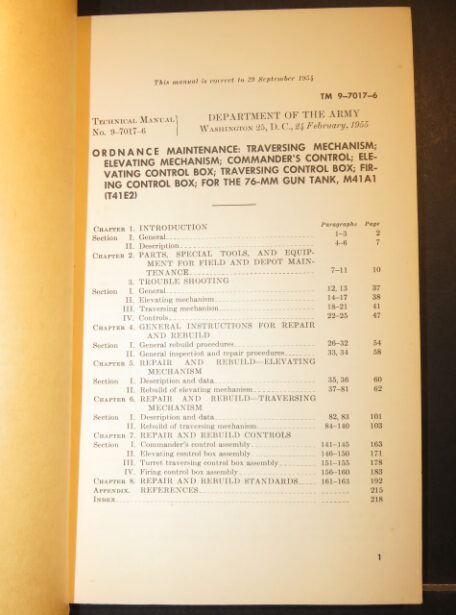 This manual is correct to 29 September 1954
TM 9–7017–6
TECHNICAL MANUAL
No. 9–7017–6
DEPARTMENT OF THE ARMY
WASHINGTON 25, D. C., 24 February, 1955
ORDNANCE MAINTENANCE: TRAVERSING MECHANISM;
ELEVATING MECHANISM; COMMANDER'S CONTROL; ELE-
VATING CONTROL BOX; TRAVERSING CONTROL BOX; FIR-
ING CONTROL BOX; FOR THE 76-MM GUN TANK, M41A1
(T41E2)
Paragraphs Page
CHAPTER 1. INTRODUCTION
Section I. General 1–3 2
II. Description 4–6 7
CHAPTER 2. PARTS, SPECIAL TOOLS, AND EQUIP-
MENT FOR FIELD AND DEPOT MAIN-
TENANCE 7–11 10
3. TROUBLE SHOOTING
Section I. General 12, 13 37
II. Elevating mechanism 14–17 38
III. Traversing mechanism 18–21 41
IV. Controls 22–25 47
CHAPTER 4. GENERAL INSTRUCTIONS FOR REPAIR
AND REBUILD
Section I. General rebuild procedures 26–32 54
II. General inspection and repair procedures 33, 34 58
CHAPTER 5. REPAIR AND REBUILD—ELEVATING
MECHANISM
Section I. Description and data 35, 36 60
II. Rebuild of elevating mechanism 37–81 62
CHAPTER 6. REPAIR AND REBUILD—TRAVERSING
MECHANISM
Section I. Description and data 82, 83 101
II. Rebuild of traversing mechanism 84–140 103
CHAPTER 7. REPAIR AND REBUILD CONTROLS
Section I. Commander's control assembly 141–145 163
II. Elevating control box assembly 146–150 171
III. Turret traversing control box assembly 151–155 178
IV. Firing control box assembly 156–160 183
CHAPTER 8. REPAIR AND REBUILD STANDARDS 161–163 192
APPENDIX. REFERENCES 215
INDEX 218
1